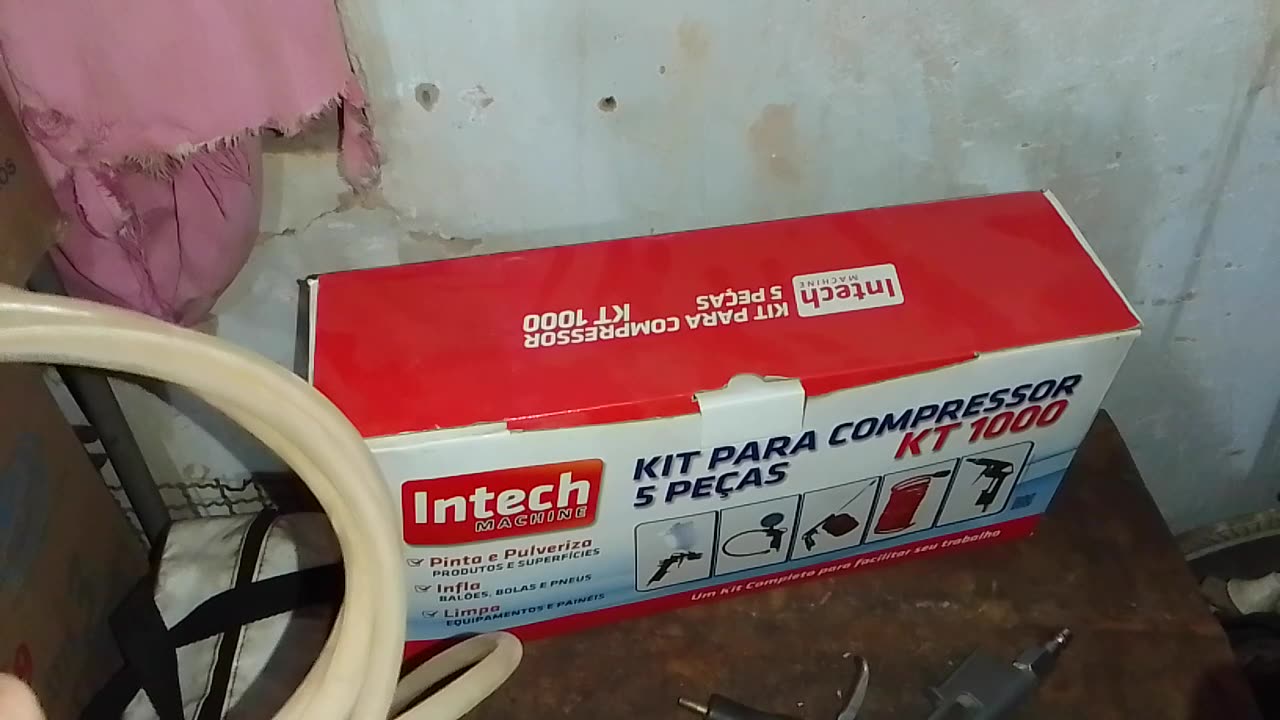 Intech
MACHINE
KIT PARA COMPRESSOR
5 PEÇAS
KT 1000
Intech
MACHINE
KIT PARA COMPRESSOR
5 PEÇAS
KT 1000
Pinta e Pulveriza
PRODUTOS E SUPERFÍCIES
Infla
BALÕES, BOLAS E PNEUS
Limpa
EQUIPAMENTOS E PAINÉIS
Um Kit Completo para facilitar seu trabalho